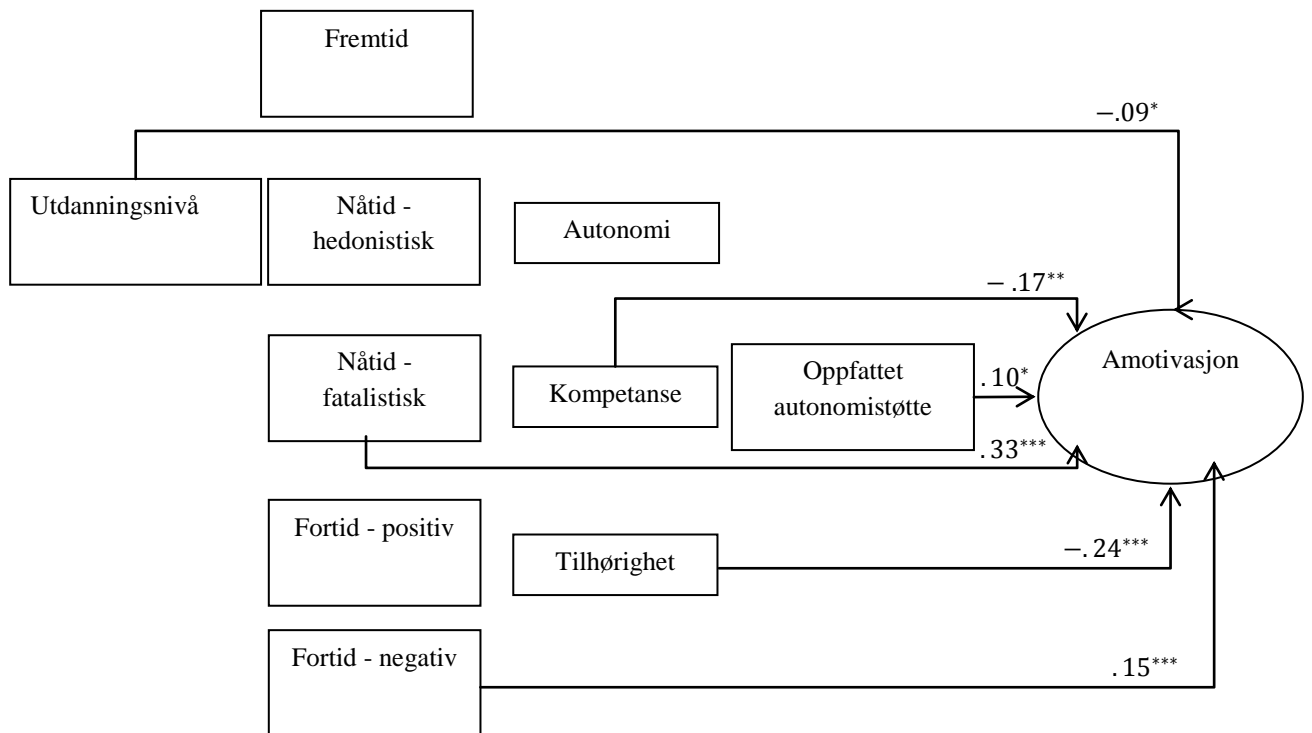 Fremtid
−.09*
Utdanningsnivå
Nåtid -
hedonistisk
Autonomi
− .17**
Nåtid -
fatalistisk
Kompetanse
Oppfattet
autonomistøtte
. 10*
Amotivasjon
. 33***
Fortid - positiv
Tilhørighet
−. 24***
Fortid - negativ
. 15***